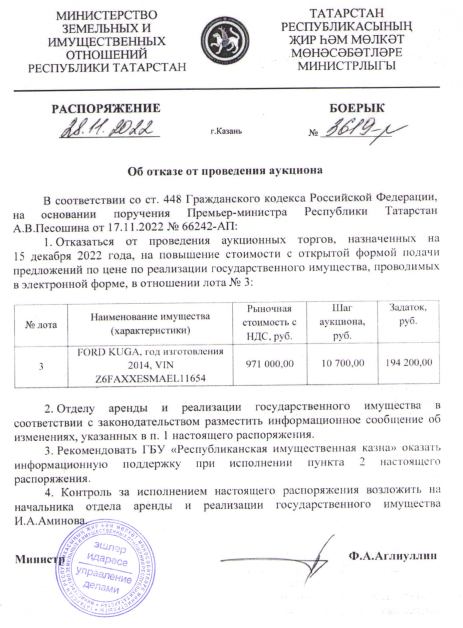 МИНИСТЕРСТВО
ЗЕМЕЛЬНЫХ И
ИМУЩЕСТВЕННЫХ
ОТНОШЕНИЙ
РЕСПУБЛИКИ ТАТАРСТАН
ТАТАРСТАН
РЕСПУБЛИКАСЫНЫҢ
ҖИР ҺӘМ МӨЛКӘТ
МӨНӘСӘБӘТЛӘРЕ
МИНИСТРЛЫГЫ
РАСПОРЯЖЕНИЕ
БОЕРЫК
28.11.2022
г.Казань
№ 3619-р
Об отказе от проведения аукциона
В соответствии со ст. 448 Гражданского кодекса Российской Федерации,
на основании поручения Премьер-министра Республики Татарстан
А.В.Песошина от 17.11.2022 № 66242-АП:
1. Отказаться от проведения аукционных торгов, назначенных на
15 декабря 2022 года, на повышение стоимости с открытой формой подачи
предложений по цене по реализации государственного имущества, проводимых
в электронной форме, в отношении лота № 3:
№ лота
Наименование имущества
(характеристики)
Рыночная
стоимость с
НДС, руб.
Шаг
аукциона,
руб.
Задаток,
руб.
3
FORD KUGA, год изготовления
2014, VIN
Z6FAXXESMAEL11654
971 000,00
10 700,00
194 200,00
2. Отделу аренды и реализации государственного имущества в
соответствии с законодательством разместить информационное сообщение об
изменениях, указанных в п. 1 настоящего распоряжения.
3. Рекомендовать ГБУ «Республиканская имущественная казна» оказать
информационную поддержку при исполнении пункта 2 настоящего
распоряжения.
4. Контроль за исполнением настоящего распоряжения возложить на
начальника отдела аренды и реализации государственного имущества
И.А.Аминова.
Министр
Ф.А.Аглиуллин
эшләр
идарәсе
управление
делами